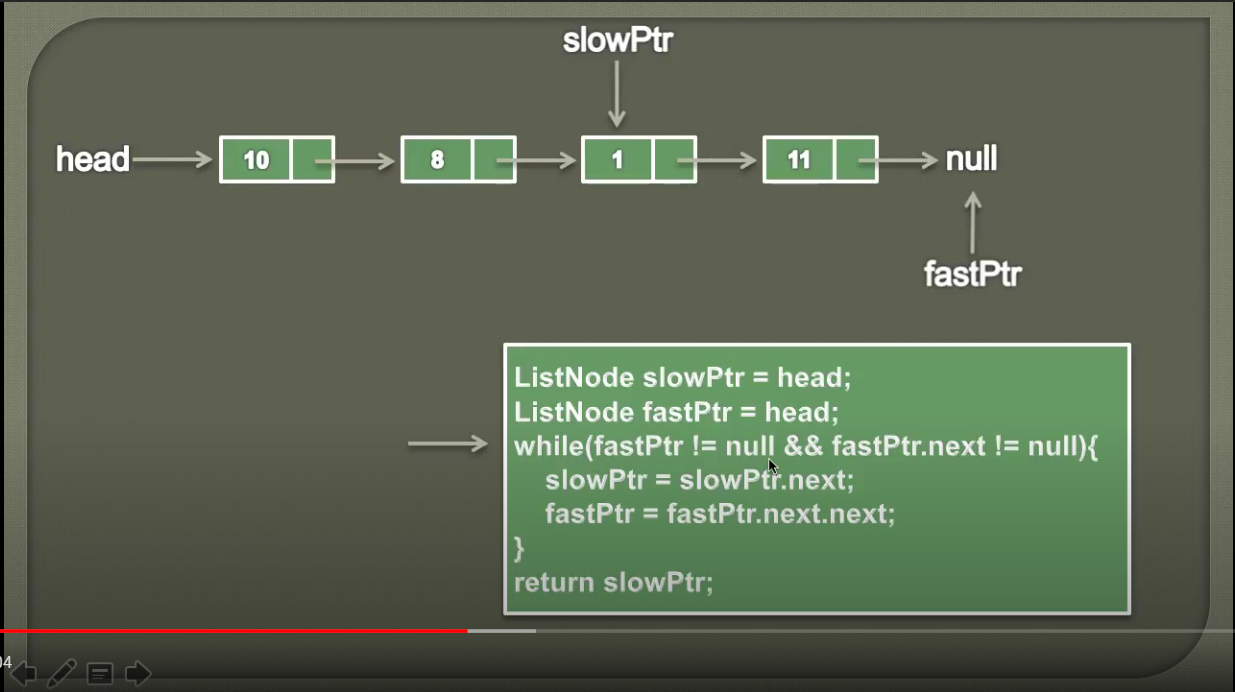 slowPtr
head 10 8 1 11 null
fastPtr
ListNode slowPtr = head;
ListNode fastPtr = head;
while(fastPtr != null && fastPtr.next != null){
slowPtr = slowPtr.next;
fastPtr = fastPtr.next.next;
}
return slowPtr;
04